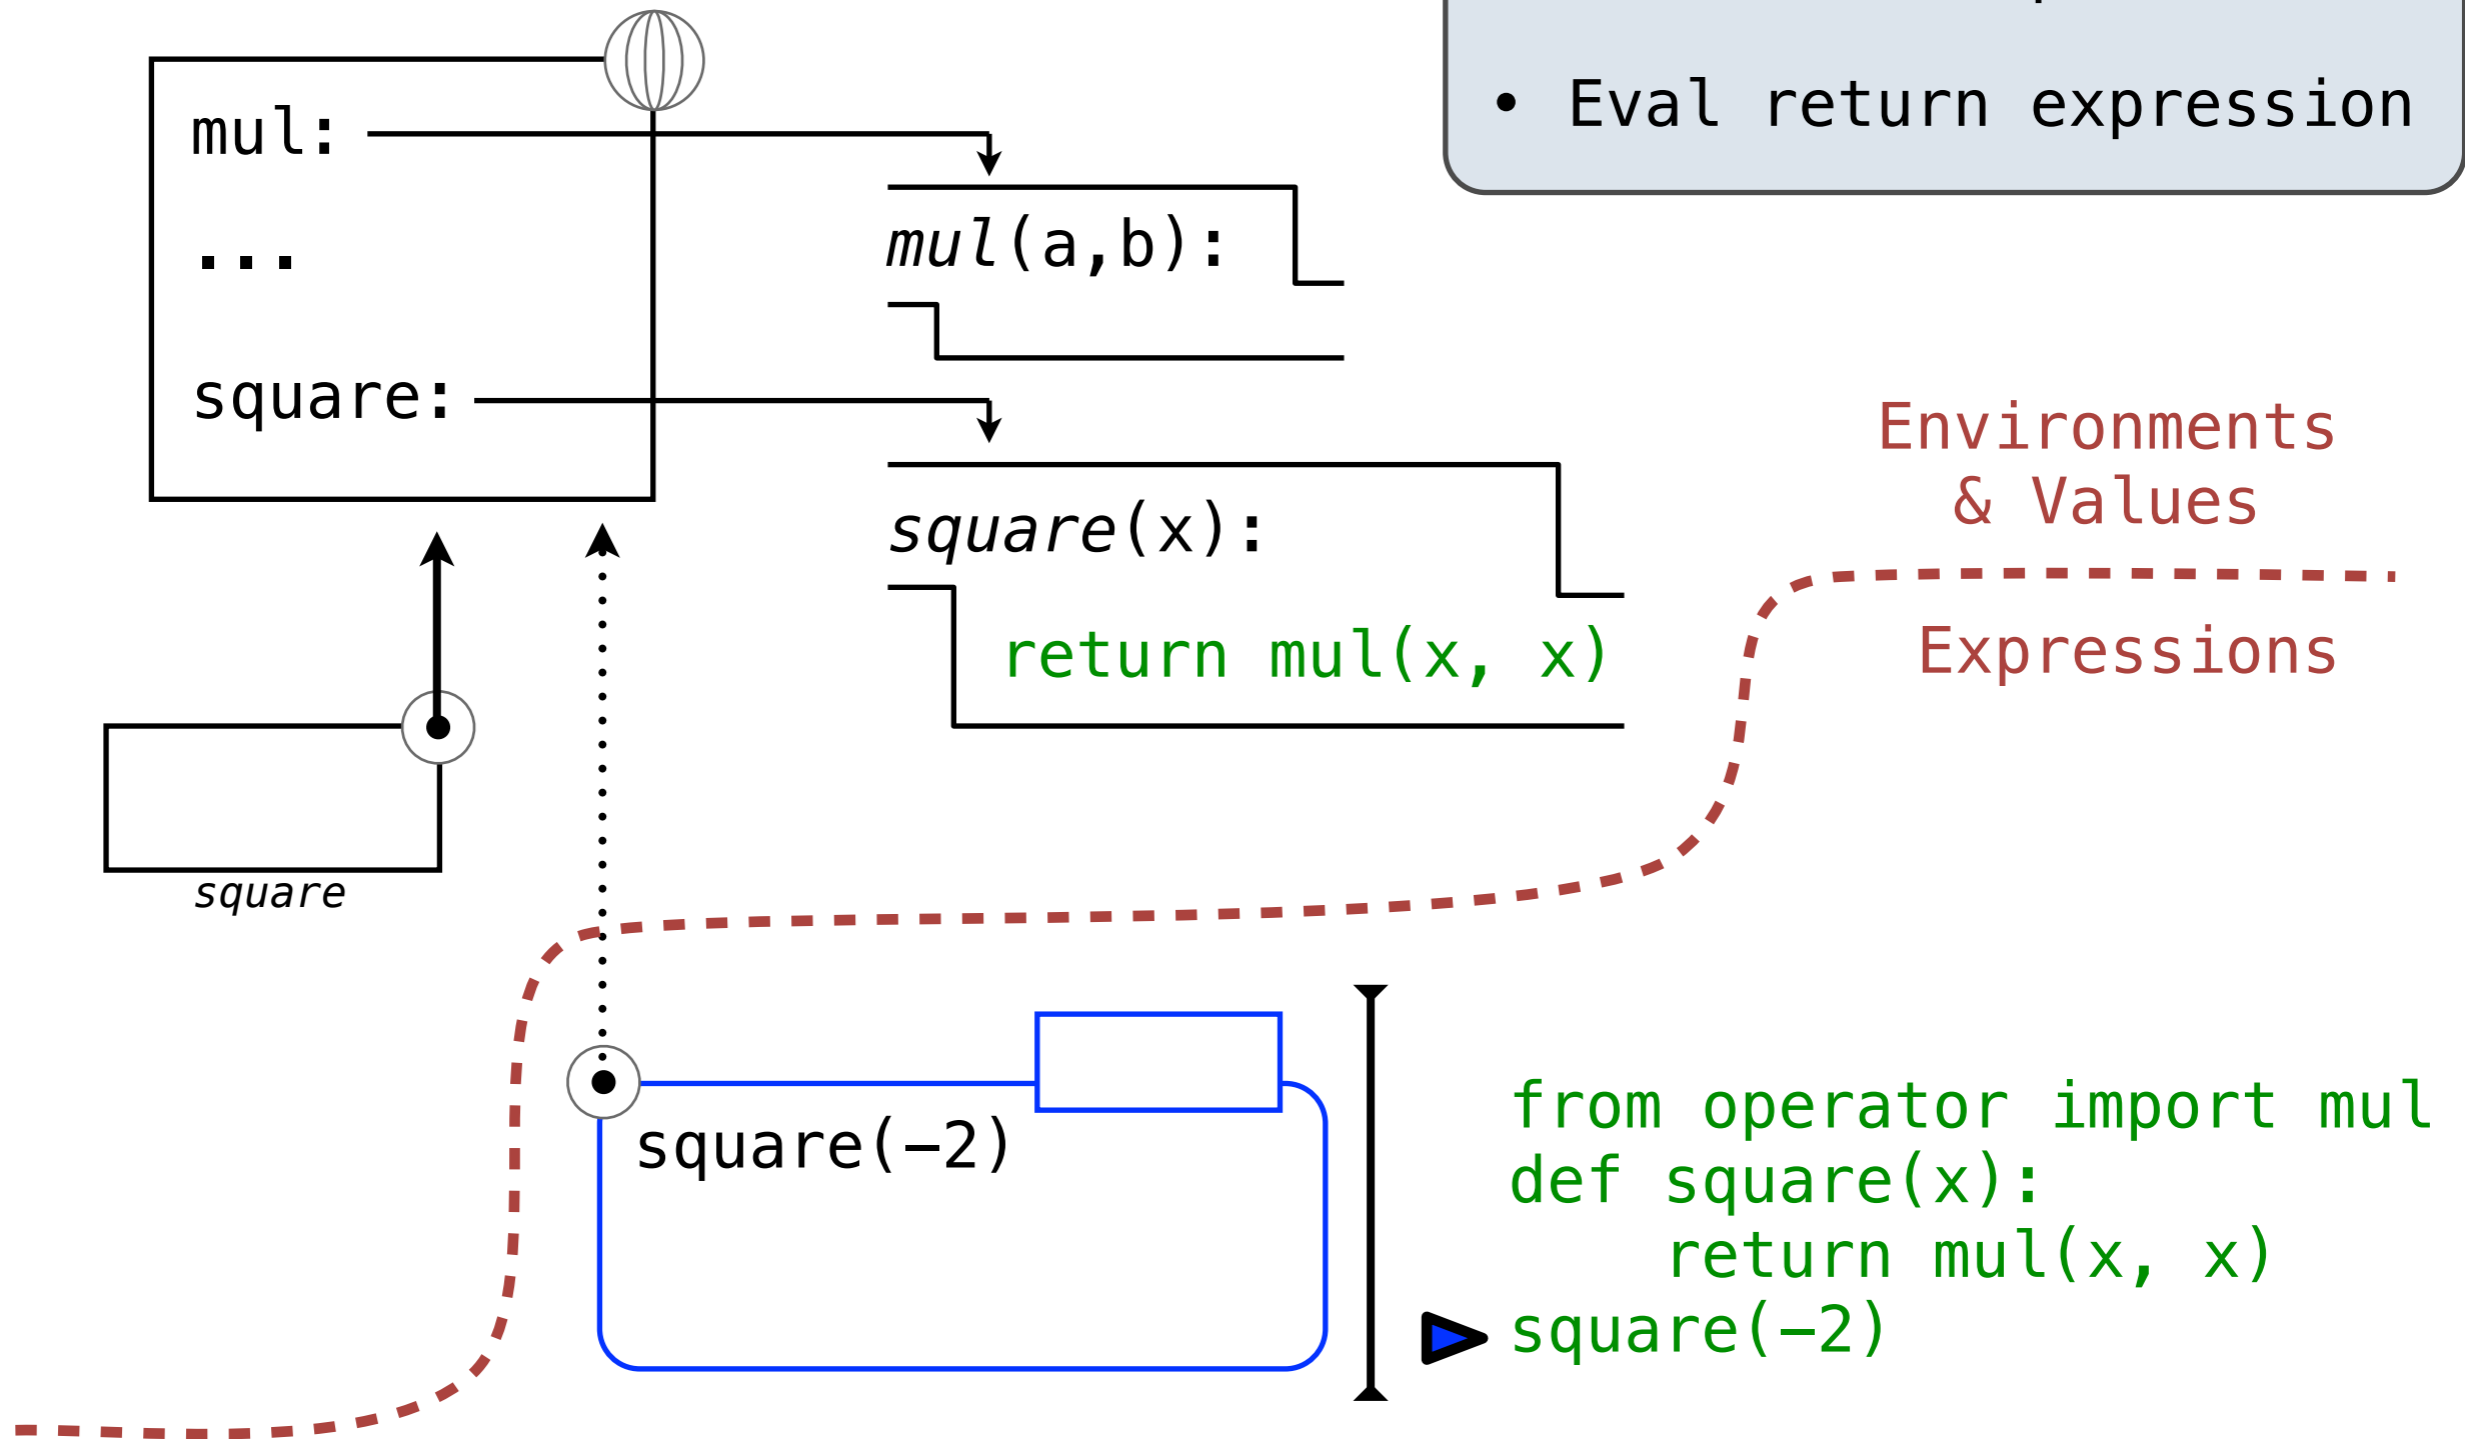 • Eval return expression
mul:
...
square:
mul(a,b):
square(x):
return mul(x, x)
Environments
& Values
Expressions
square
square(−2)
from operator import mul
def square(x):
    return mul(x, x)
square(−2)